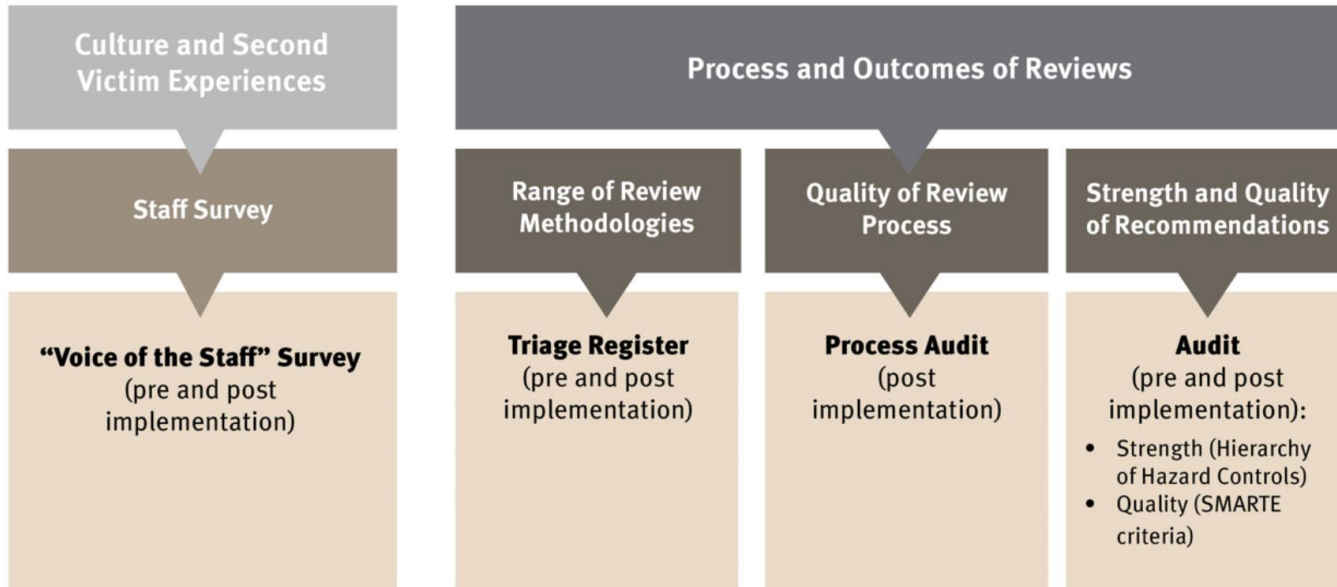 Culture and Second
Victim Experiences
Process and Outcomes of Reviews
Staff Survey
Range of Review
Methodologies
Quality of Review
Process
Strength and Quality
of Recommendations
“Voice of the Staff” Survey
(pre and post
implementation)
Triage Register
(pre and post
implementation)
Process Audit
(post
implementation)
Audit
(pre and post
implementation):
• Strength (Hierarchy
of Hazard Controls)
• Quality (SMARTE
criteria)